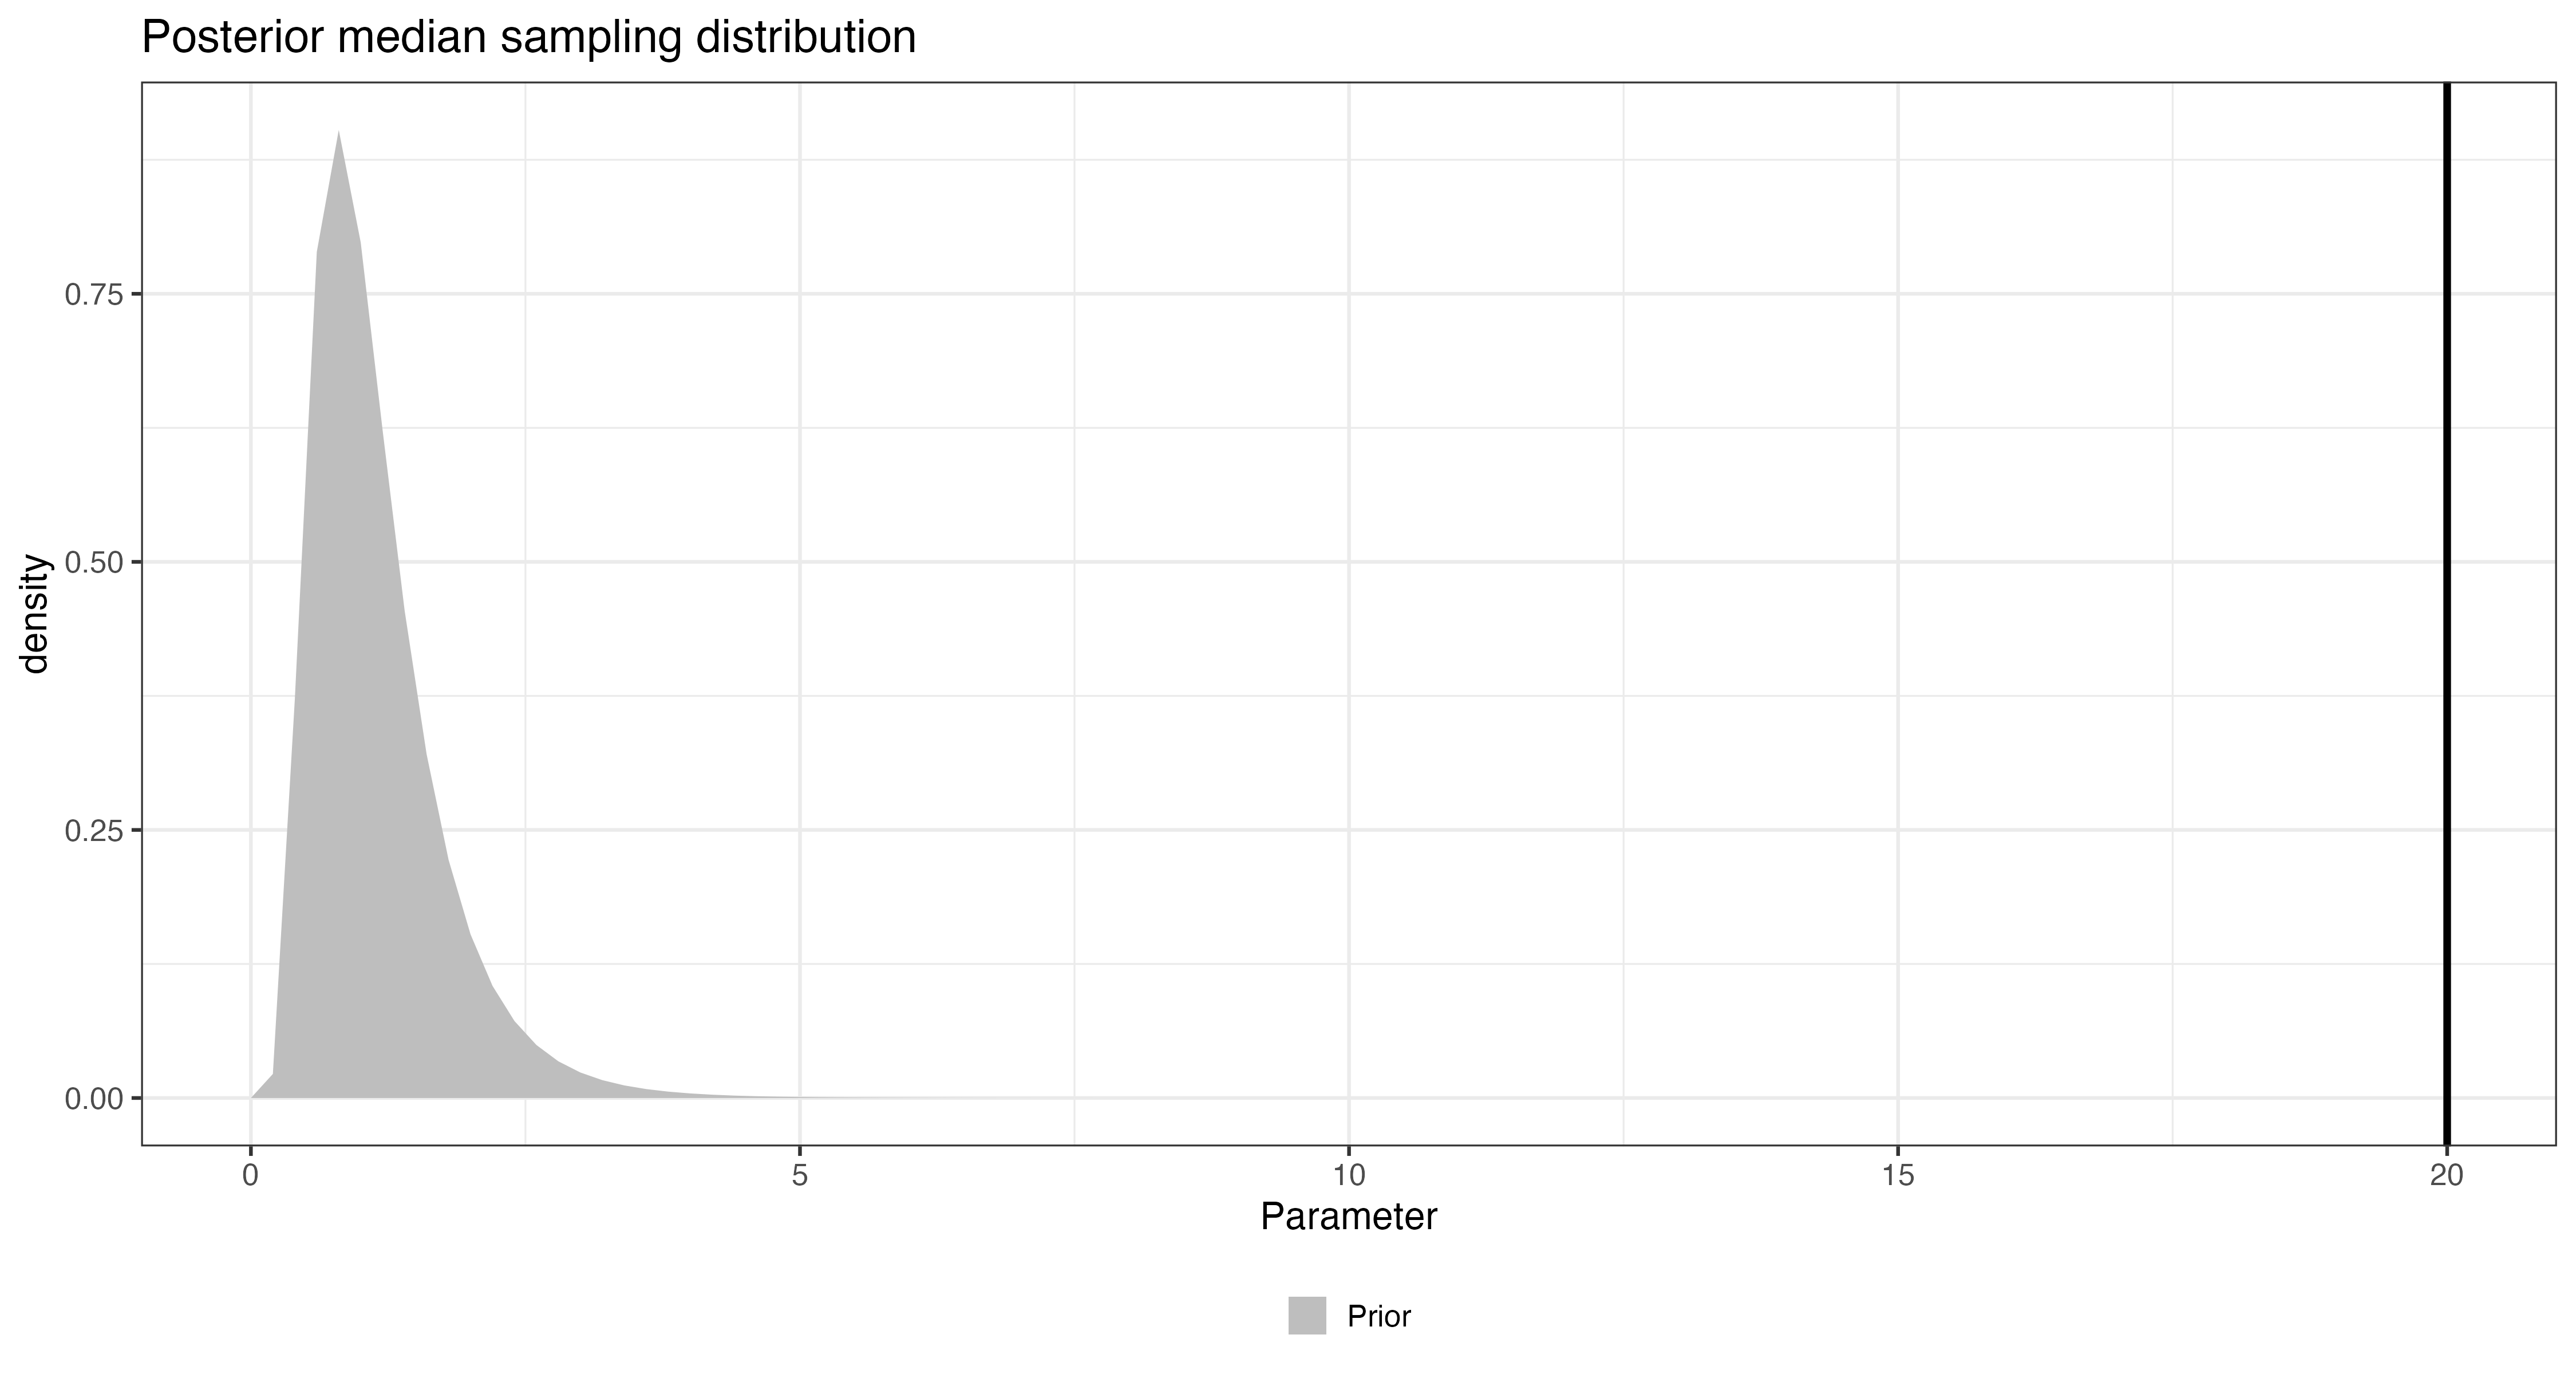 Posterior median sampling distribution
density
0.75
0.50
0.25
0.00
0 5 10 15 20
Parameter
Prior